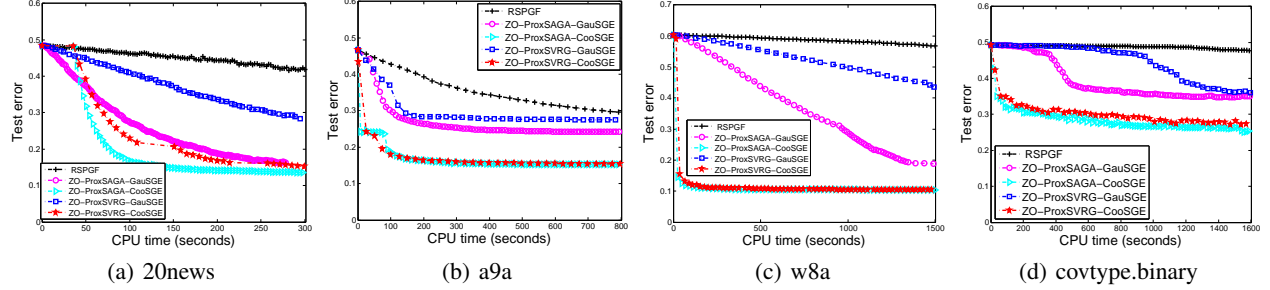 0.6
0.5
0.4
0.3
0.2
0.1
0
Test error
0 50 100 150 200 250 300
CPU time (seconds)
RSPGF
ZO−ProxSAGA−GauSGE
ZO−ProxSAGA−CooSGE
ZO−ProxSVRG−GauSGE
ZO−ProxSVRG−CooSGE
(a) 20news
0.5
0.4
0.3
0.2
0.1
0
Test error
0 100 200 300 400 500 600 700 800
CPU time (seconds)
RSPGF
ZO−ProxSAGA−GauSGE
ZO−ProxSAGA−CooSGE
ZO−ProxSVRG−GauSGE
ZO−ProxSVRG−CooSGE
(b) a9a
0.7
0.6
0.5
0.4
0.3
0.2
0.1
0
Test error
0 500 1000 1500
CPU time (seconds)
RSPGF
ZO−ProxSAGA−GauSGE
ZO−ProxSAGA−CooSGE
ZO−ProxSVRG−GauSGE
ZO−ProxSVRG−CooSGE
(c) w8a
0.6
0.5
0.4
0.3
0.2
0.1
0
Test error
0 200 400 600 800 1000 1200 1400 1600
CPU time (seconds)
RSPGF
ZO−ProxSAGA−GauSGE
ZO−ProxSAGA−CooSGE
ZO−ProxSVRG−GauSGE
ZO−ProxSVRG−CooSGE
(d) covtype.binary